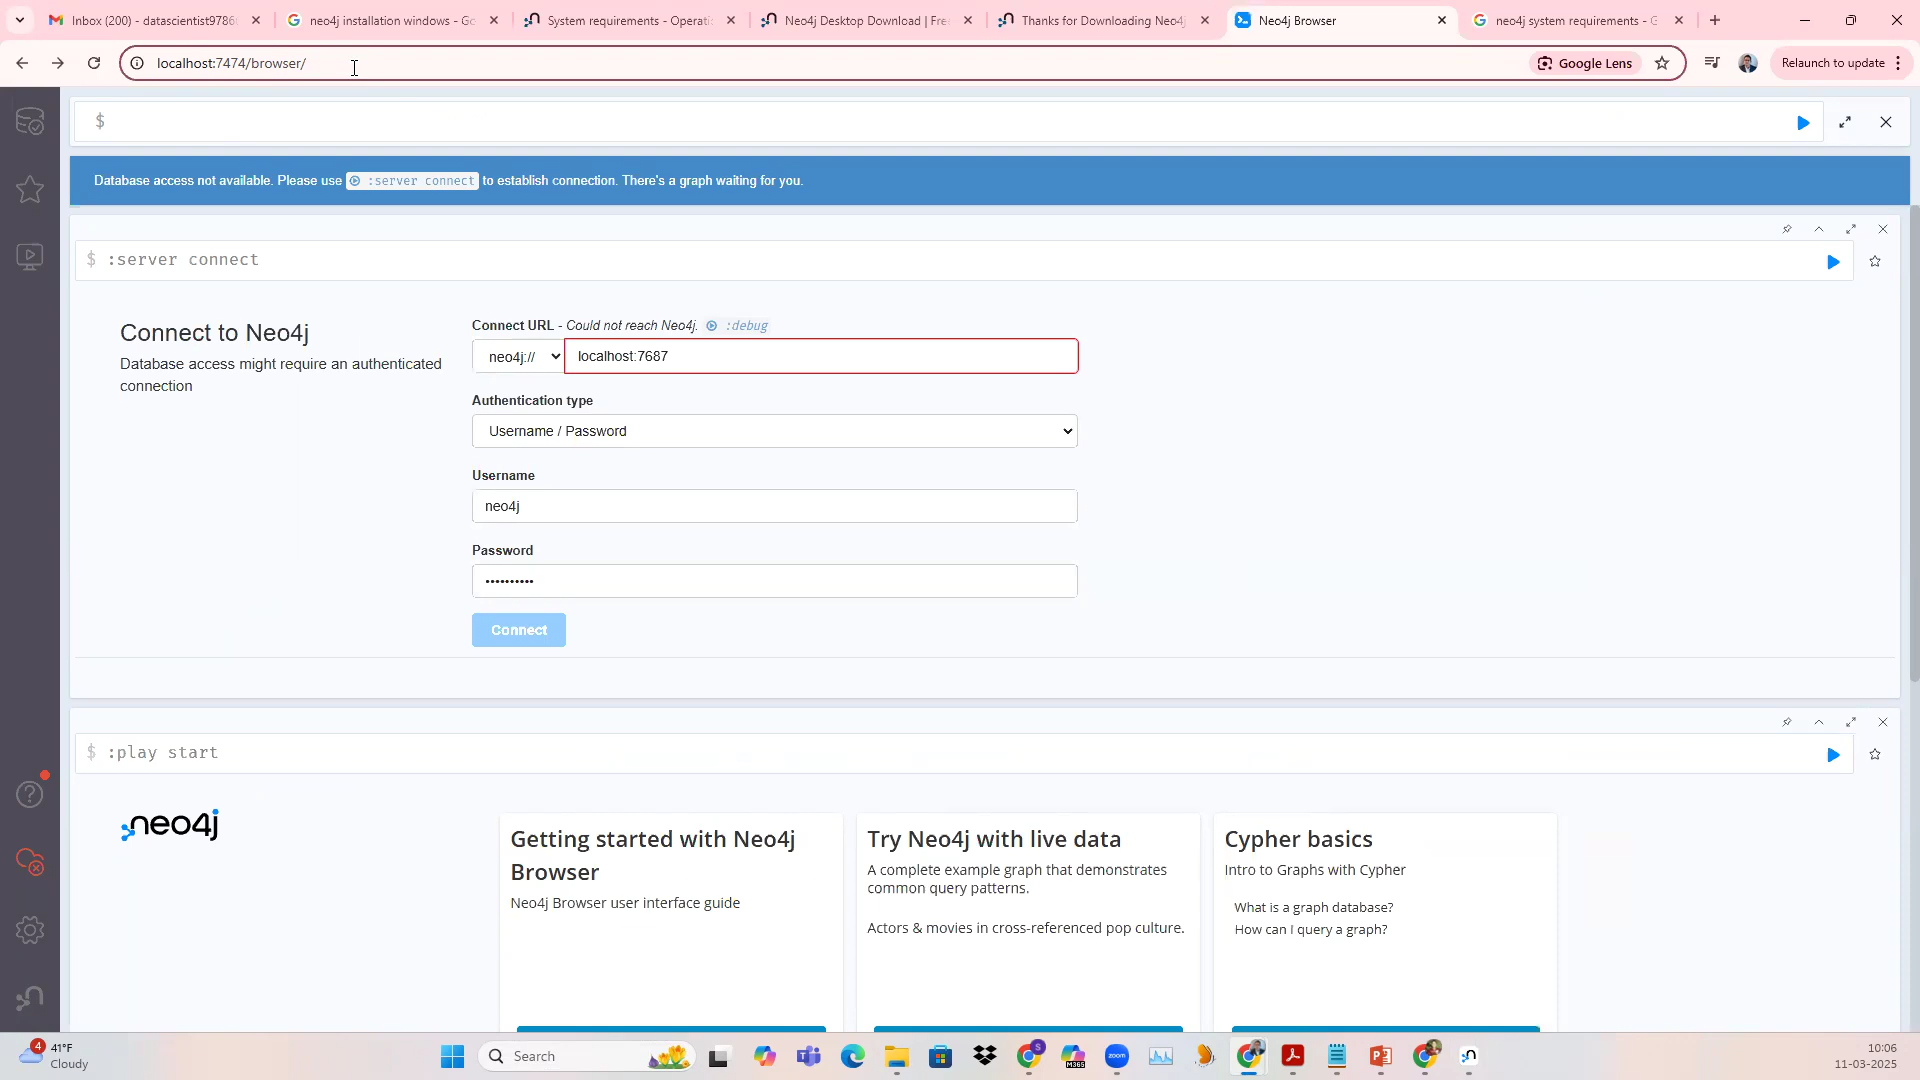 Inbox (200) - datascientist9786
neo4j installation windows - Go
System requirements - Operati
Neo4j Desktop Download | Fre
Thanks for Downloading Neo4j
Neo4j Browser
neo4j system requirements - G
localhost:7474/browser/
Google Lens
Relaunch to update
$
Database access not available. Please use :server connect to establish connection. There's a graph waiting for you.
$ :server connect
Connect to Neo4j
Database access might require an authenticated
connection
Connect URL - Could not reach Neo4j. :debug
neo4j://
localhost:7687
Authentication type
Username / Password
Username
neo4j
Password
••••••••••
Connect
$ :play start
neo4j
Getting started with Neo4j
Browser
Neo4j Browser user interface guide
Try Neo4j with live data
A complete example graph that demonstrates
common query patterns.
Actors & movies in cross-referenced pop culture.
Cypher basics
Intro to Graphs with Cypher
What is a graph database?
How can I query a graph?
4
41°F
Cloudy
Search
M365
zoom
S
10:06
11-03-2025